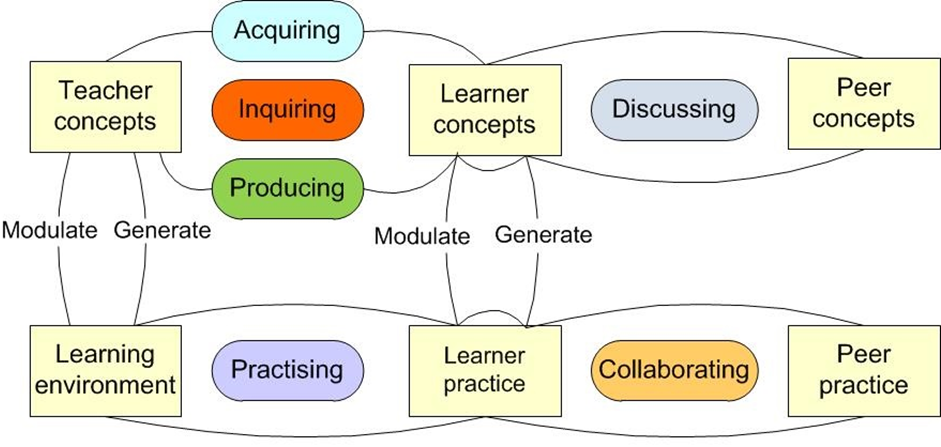 Acquiring
Teacher
concepts
Inquiring
Learner
concepts
Discussing
Peer
concepts
Producing
Modulate
Generate
Modulate
Generate
Learning
environment
Practising
Learner
practice
Collaborating
Peer
practice